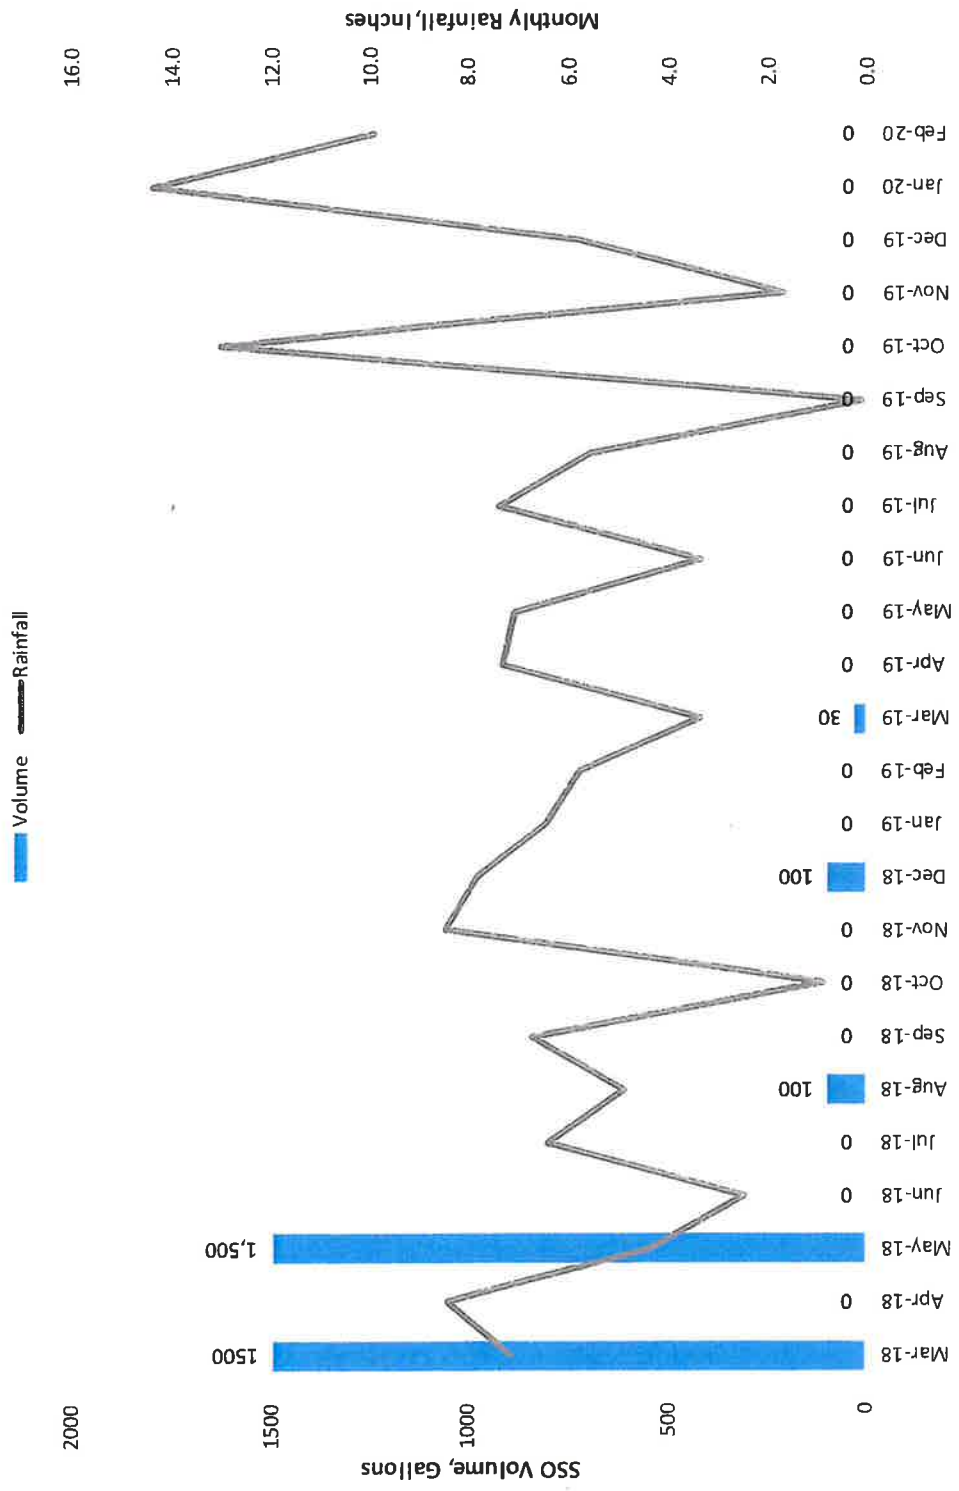 Volume Rainfall
SSO Volume, Gallons
2000
1500
1000
500
0
Monthly Rainfall, Inches
16.0
14.0
12.0
10.0
8.0
6.0
4.0
2.0
0.0
1500
0
1,500
0
0
100
0
0
0
100
0
0
30
0
0
0
0
0
0
0
0
0
0
0
Mar-18
Apr-18
May-18
Jun-18
Jul-18
Aug-18
Sep-18
Oct-18
Nov-18
Dec-18
Jan-19
Feb-19
Mar-19
Apr-19
May-19
Jun-19
Jul-19
Aug-19
Sep-19
Oct-19
Nov-19
Dec-19
Jan-20
Feb-20